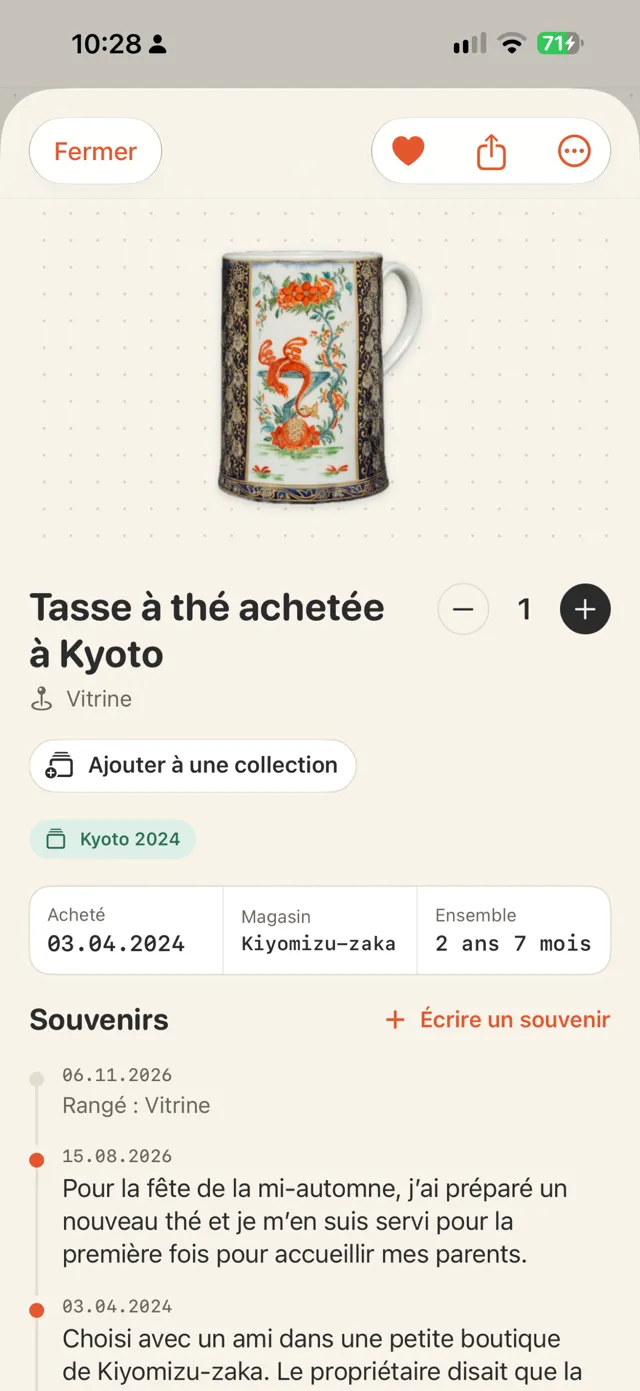 10:28
71
Fermer
Tasse à thé achetée
à Kyoto
1
Vitrine
Ajouter à une collection
Kyoto 2024
Acheté
03.04.2024
Magasin
Kiyomizu-zaka
Ensemble
2 ans 7 mois
Souvenirs
+ Écrire un souvenir
06.11.2026
Rangé : Vitrine
15.08.2026
Pour la fête de la mi-automne, j’ai préparé un
nouveau thé et je m’en suis servi pour la
première fois pour accueillir mes parents.
03.04.2024
Choisi avec un ami dans une petite boutique
de Kiyomizu-zaka. Le propriétaire disait que la